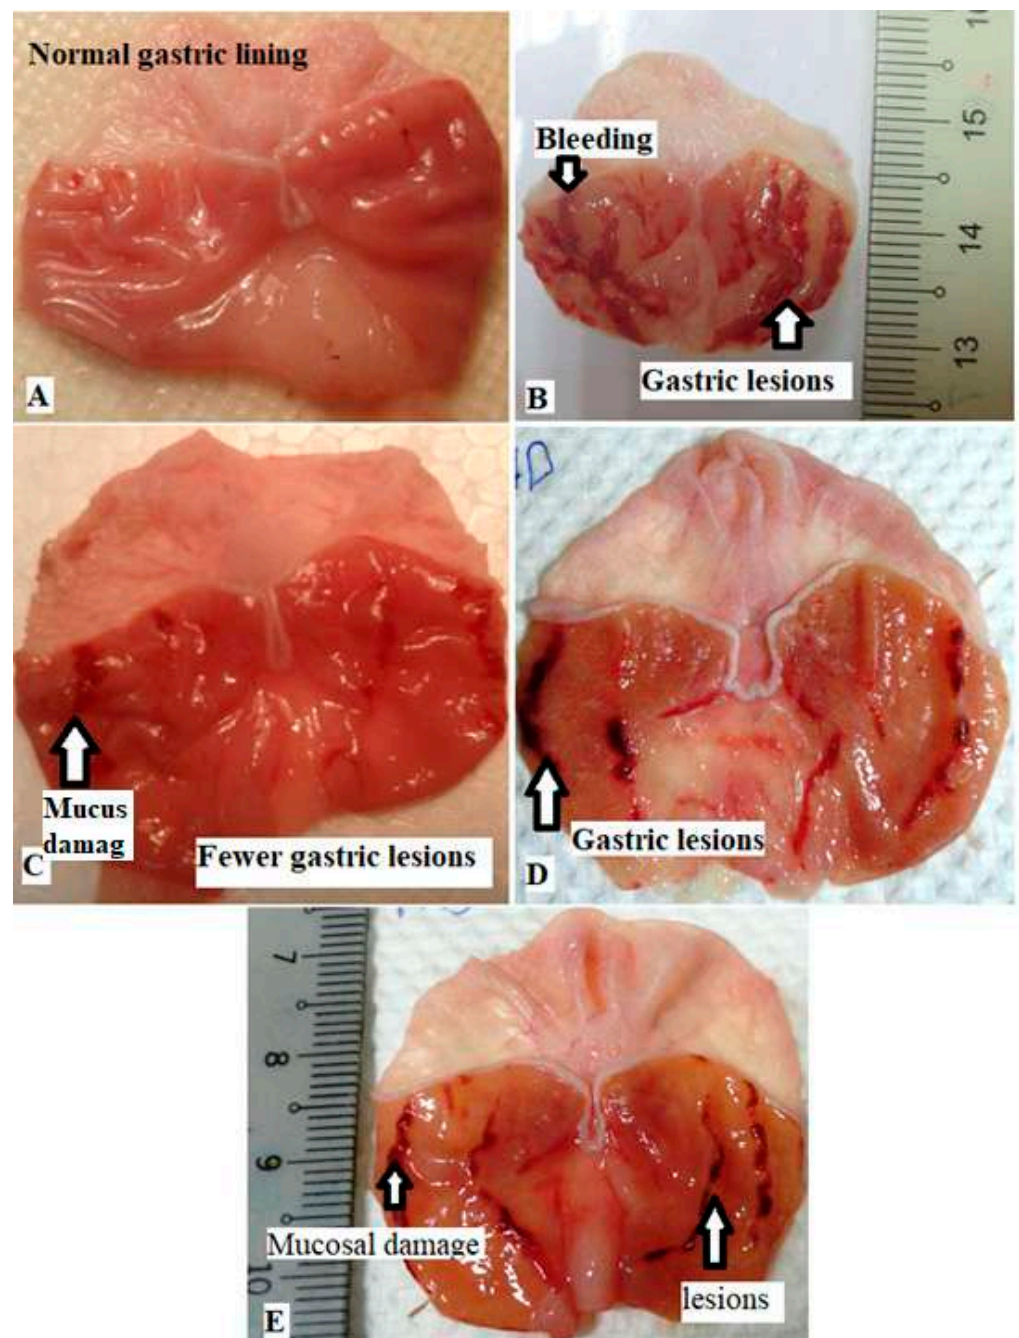 Normal gastric lining
A
Bleeding
Gastric lesions
B
15
14
13
Mucus
damag
C
Fewer gastric lesions
Gastric lesions
D
7
8
9
10
Mucosal damage
lesions
E